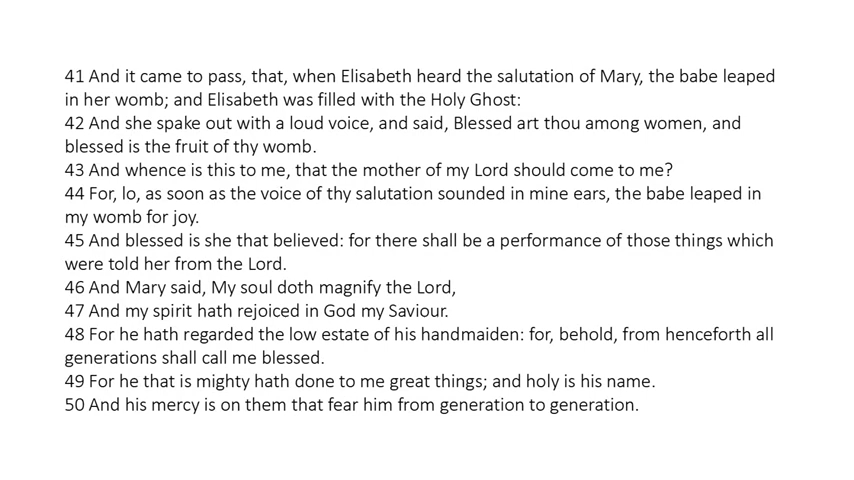 41 And it came to pass, that, when Elisabeth heard the salutation of Mary, the babe leaped
in her womb; and Elisabeth was filled with the Holy Ghost:
42 And she spake out with a loud voice, and said, Blessed art thou among women, and
blessed is the fruit of thy womb.
43 And whence is this to me, that the mother of my Lord should come to me?
44 For, lo, as soon as the voice of thy salutation sounded in mine ears, the babe leaped in
my womb for joy.
45 And blessed is she that believed: for there shall be a performance of those things which
were told her from the Lord.
46 And Mary said, My soul doth magnify the Lord,
47 And my spirit hath rejoiced in God my Saviour.
48 For he hath regarded the low estate of his handmaiden: for, behold, from henceforth all
generations shall call me blessed.
49 For he that is mighty hath done to me great things; and holy is his name.
50 And his mercy is on them that fear him from generation to generation.